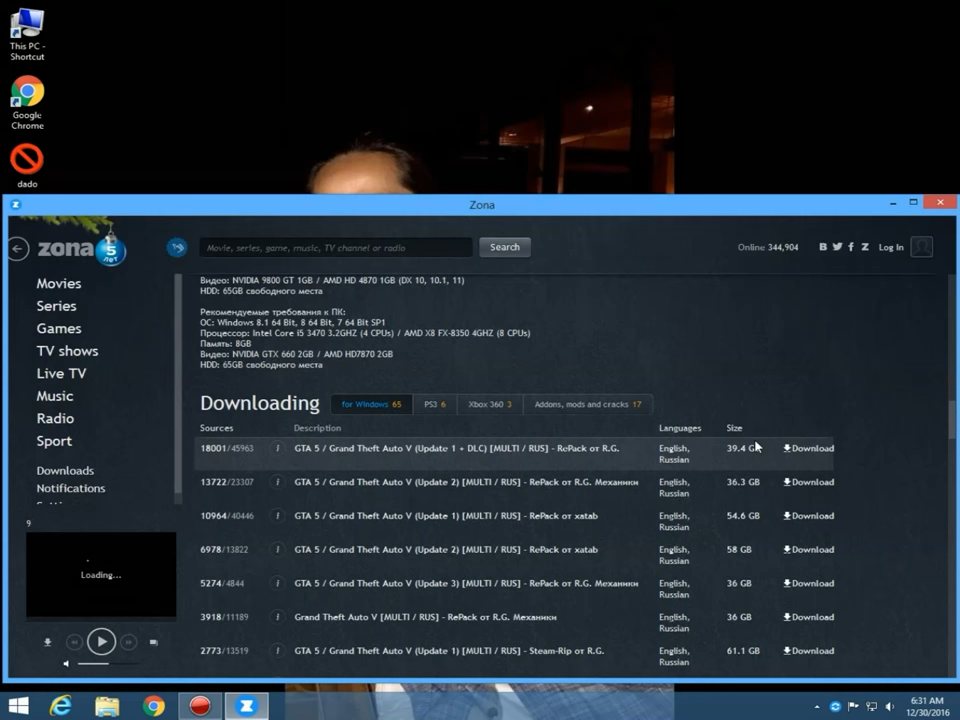 This PC -
Shortcut
Google
Chrome
dado
Zona
zona 5 лет
Movie, series, game, music, TV channel or radio
Search
Online 344,904
Log In
Movies
Series
Games
TV shows
Live TV
Music
Radio
Sport
Downloads
Notifications
9
Loading...
Видео: NVIDIA 9800 GT 1GB / AMD HD 4870 1GB (DX 10, 10.1, 11)
HDD: 65GB свободного места
Рекомендуемые требования к ПК:
ОС: Windows 8.1 64 Bit, 8 64 Bit, 7 64 Bit SP1
Процессор: Intel Core i5 3470 3.2GHZ (4 CPUs) / AMD X8 FX-8350 4GHZ (8 CPUs)
Память: 8GB
Видео: NVIDIA GTX 660 2GB / AMD HD7870 2GB
HDD: 65GB свободного места
Downloading for Windows 65 PS3 6 Xbox 360 3 Addons, mods and cracks 17
Sources Description Languages Size
18001/45963 i GTA 5 / Grand Theft Auto V (Update 1 + DLC) [MULTI / RUS] - RePack от R.G. English, Russian 39.4 GB Download
13722/23307 i GTA 5 / Grand Theft Auto V (Update 2) [MULTI / RUS] - RePack от R.G. Механики English, Russian 36.3 GB Download
10964/40446 i GTA 5 / Grand Theft Auto V (Update 1) [MULTI / RUS] - RePack от xatab English, Russian 54.6 GB Download
6978/13822 i GTA 5 / Grand Theft Auto V (Update 2) [MULTI / RUS] - RePack от xatab English, Russian 58 GB Download
5274/4844 i GTA 5 / Grand Theft Auto V (Update 3) [MULTI / RUS] - RePack от R.G. Механики English, Russian 36 GB Download
3918/11189 i Grand Theft Auto V [MULTI / RUS] - RePack от R.G. Механики English, Russian 36 GB Download
2773/13519 i GTA 5 / Grand Theft Auto V (Update 1) [MULTI / RUS] - Steam-Rip от R.G. English, Russian 61.1 GB Download
6:31 AM
12/30/2016